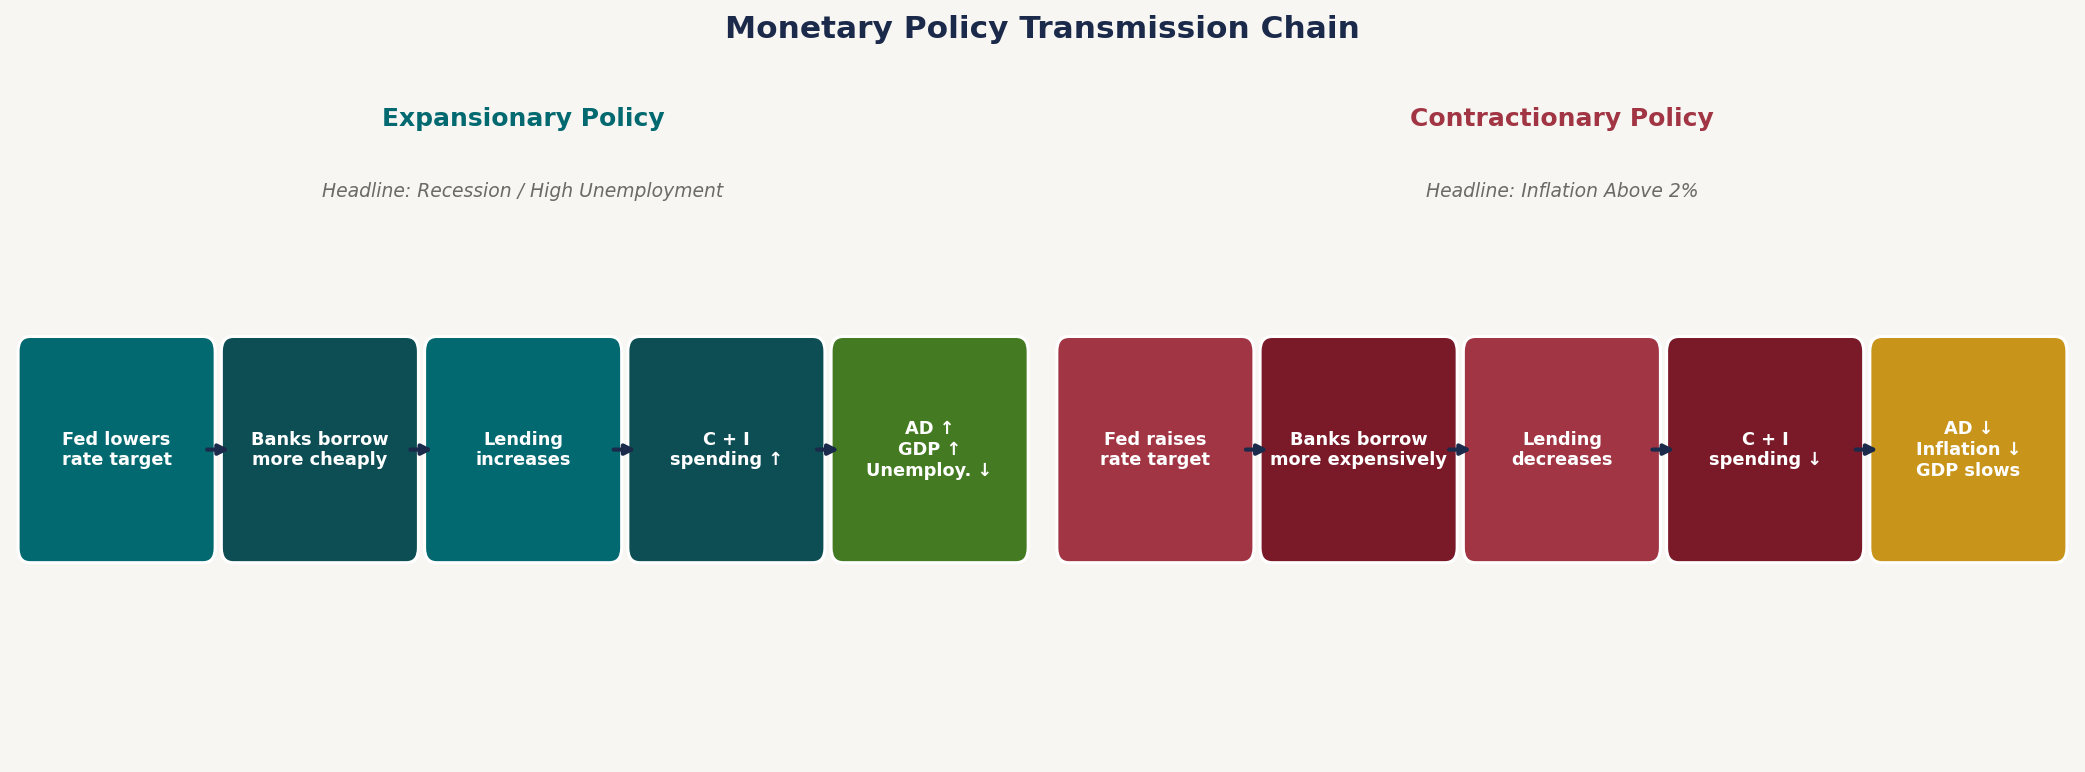 Monetary Policy Transmission Chain
Expansionary Policy
Headline: Recession / High Unemployment
Fed lowers
rate target
Banks borrow
more cheaply
Lending
increases
C + I
spending ↑
AD ↑
GDP ↑
Unemploy. ↓
Contractionary Policy
Headline: Inflation Above 2%
Fed raises
rate target
Banks borrow
more expensively
Lending
decreases
C + I
spending ↓
AD ↓
Inflation ↓
GDP slows